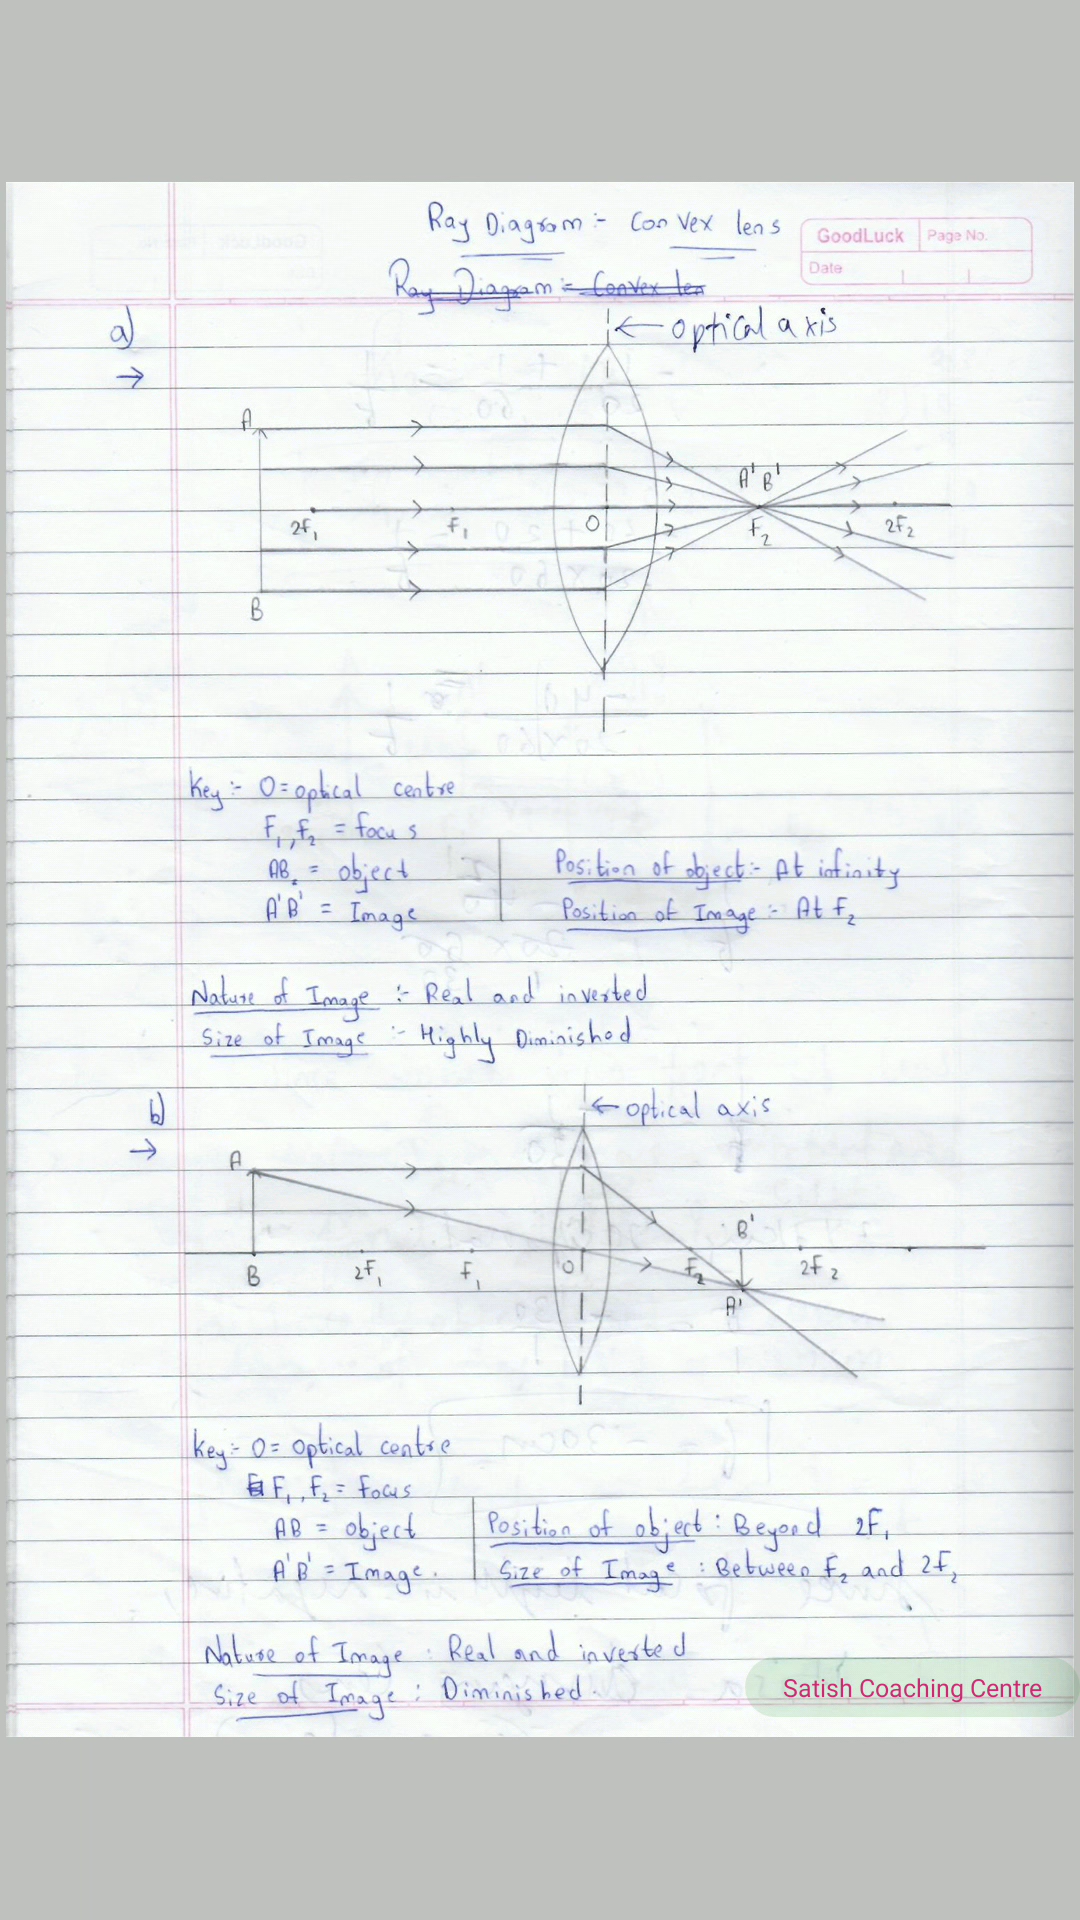 Ray Diagram :- Convex lens
GoodLuck Page No.
Date
Ray Diagram :- Convex len
a)
← optical axis
→
A
A' B'
2F₁ F₁ O F₂ 2F₂
B
Key :- O = optical centre
F₁, F₂ = focus
AB = object
Position of object :- At infinity
A'B' = Image
Position of Image :- At F₂
Nature of Image :- Real and inverted
Size of Image :- Highly Diminished
b)
← optical axis
→
A
B'
B 2F₁ F₁ O F₂ 2F₂
A'
Key :- O = optical centre
F₁, F₂ = focus
AB = object
Position of object : Beyond 2F₁
A'B' = Image.
Size of Image : Between F₂ and 2F₂
Nature of Image : Real and inverted
Size of Image : Diminished.
Satish Coaching Centre